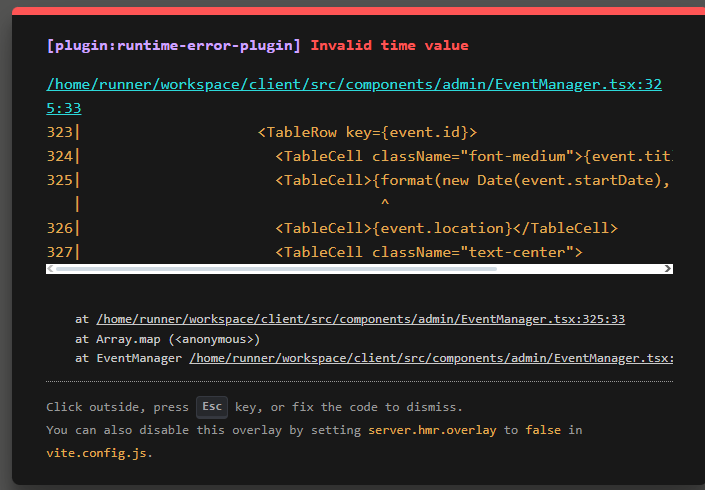 [plugin:runtime-error-plugin] Invalid time value
/home/runner/workspace/client/src/components/admin/EventManager.tsx:32
5:33
323|                    <TableRow key={event.id}>
324|                      <TableCell className="font-medium">{event.tit
325|                      <TableCell>{format(new Date(event.startDate),
   |                                  ^
326|                      <TableCell>{event.location}</TableCell>
327|                      <TableCell className="text-center">
at /home/runner/workspace/client/src/components/admin/EventManager.tsx:325:33
at Array.map (<anonymous>)
at EventManager /home/runner/workspace/client/src/components/admin/EventManager.tsx:
Click outside, press Esc key, or fix the code to dismiss.
You can also disable this overlay by setting server.hmr.overlay to false in
vite.config.js.